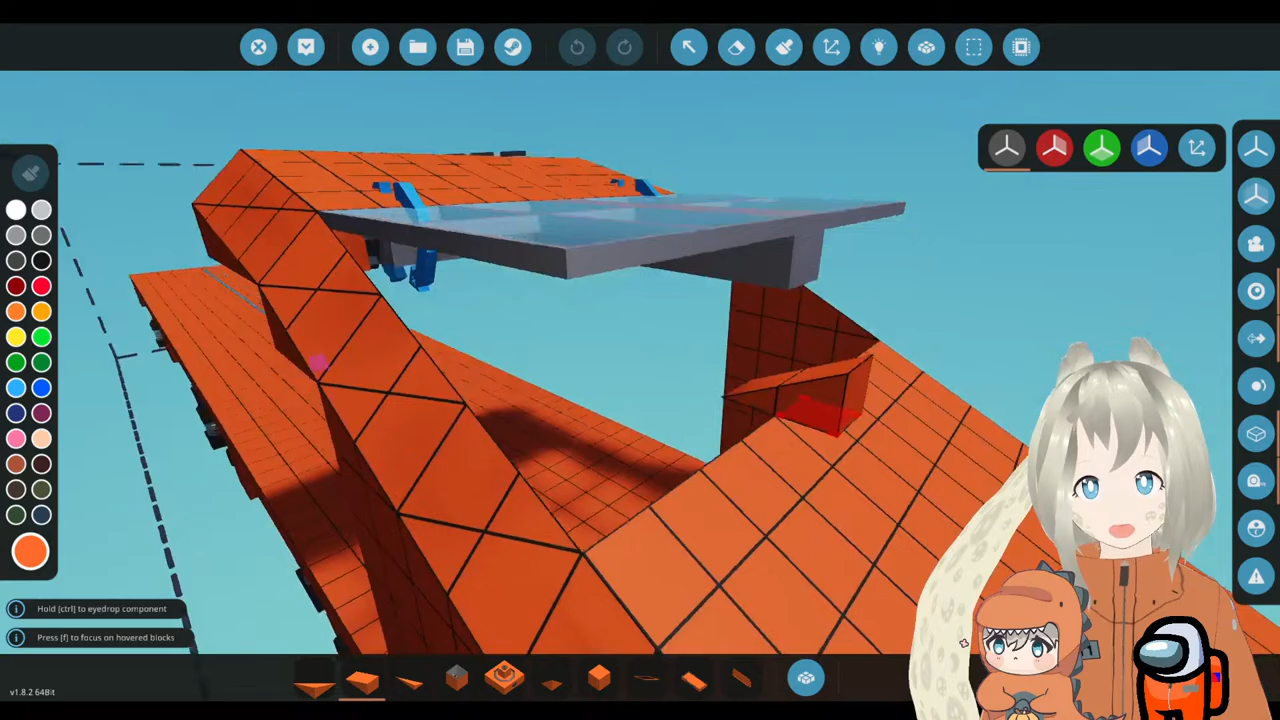 Hold [ctrl] to eyedrop component
Press [f] to focus on hovered blocks
v1.8.2 64Bit